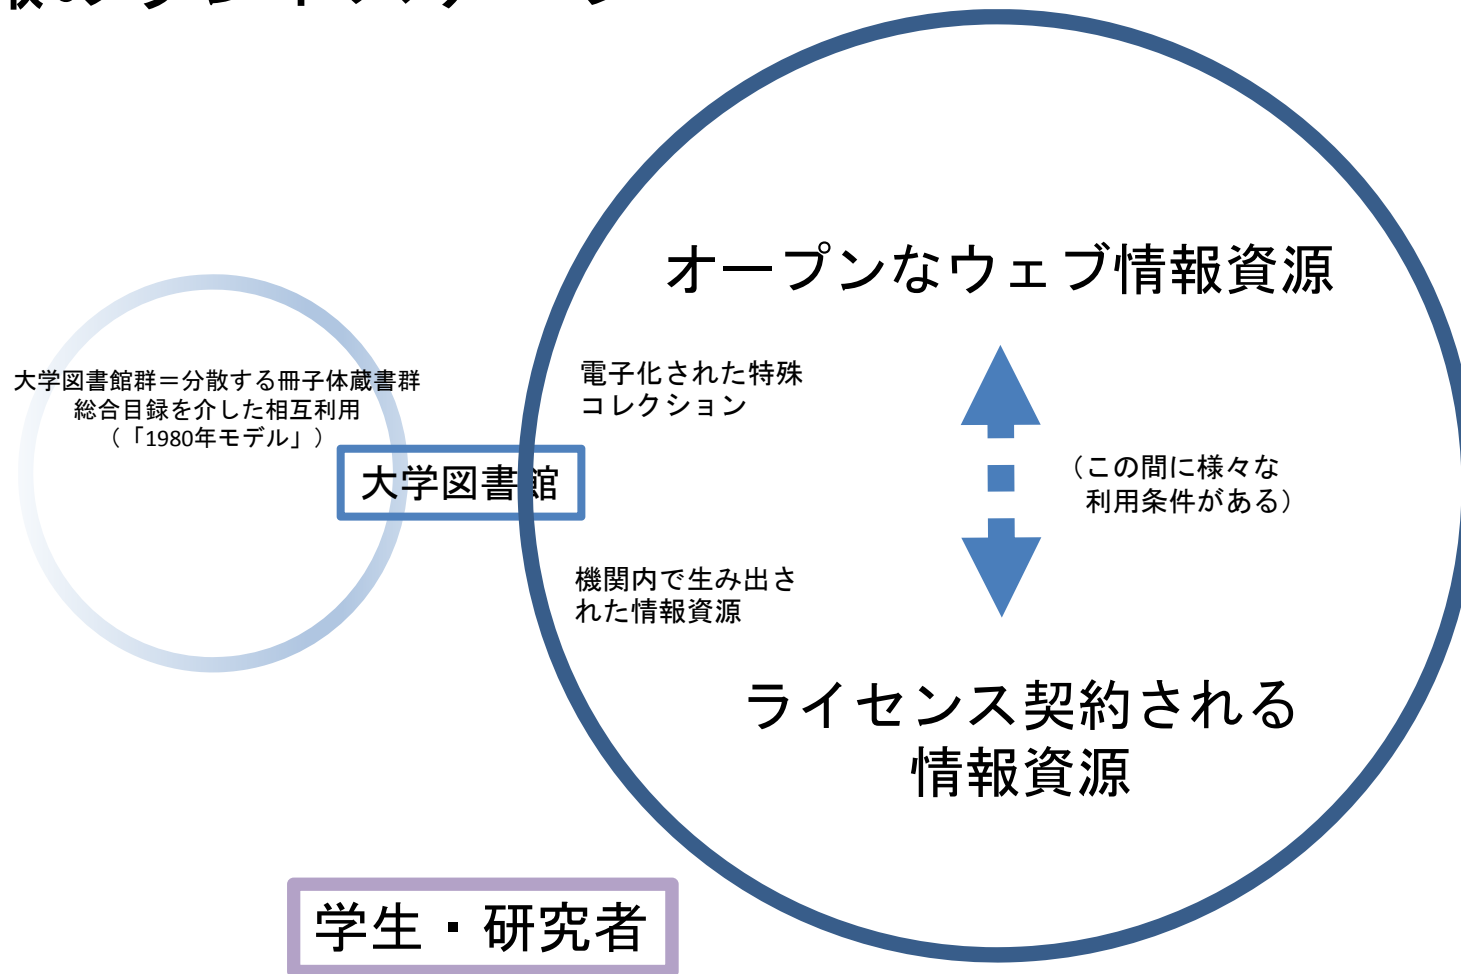 オープンなウェブ情報資源
大学図書館群＝分散する冊子体蔵書群
総合目録を介した相互利用
（「1980年モデル」）
電子化された特殊
コレクション
大学図書館
（この間に様々な
利用条件がある）
機関内で生み出さ
れた情報資源
ライセンス契約される
情報資源
学生・研究者